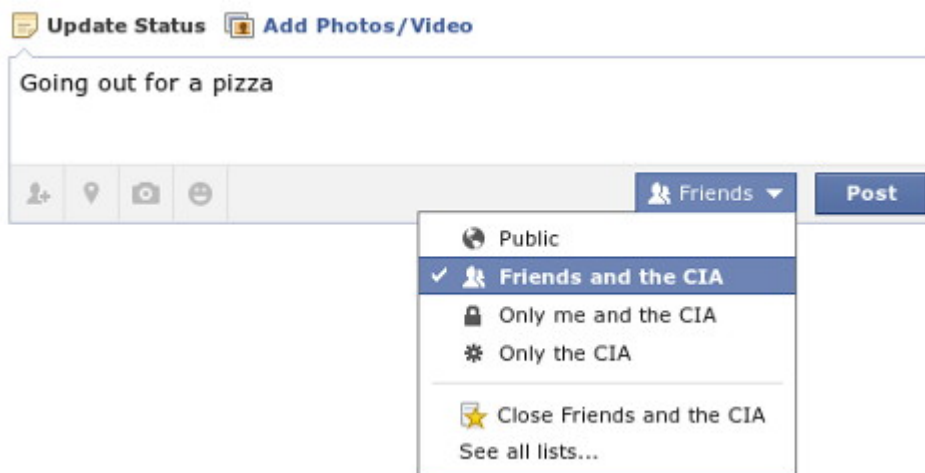 Update Status Add Photos/Video
Going out for a pizza
Friends Post
Public
Friends and the CIA
Only me and the CIA
Only the CIA
Close Friends and the CIA
See all lists...